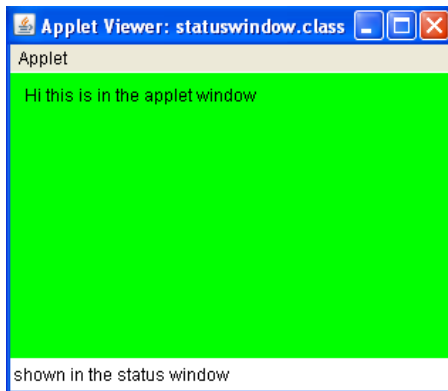 Applet Viewer: statuswindow.class
Applet
Hi this is in the applet window
shown in the status window